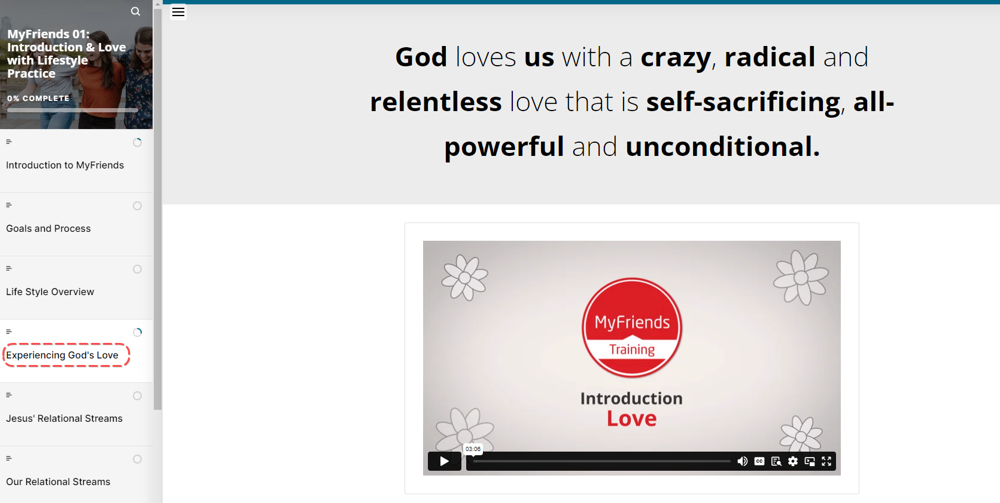 MyFriends 01:
Introduction & Love
with Lifestyle
Practice
0% COMPLETE
Introduction to MyFriends
Goals and Process
Life Style Overview
Experiencing God's Love
Jesus' Relational Streams
Our Relational Streams
God loves us with a crazy, radical and
relentless love that is self-sacrificing, all-
powerful and unconditional.
MyFriends
Training
Introduction
Love
03:06
CC